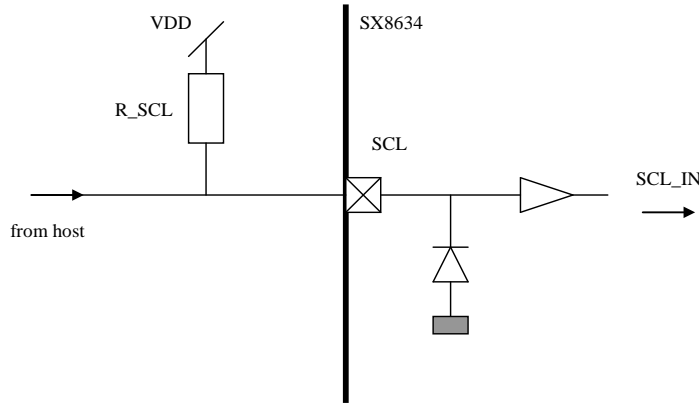 VDD
SX8634
R_SCL
SCL
SCL_IN
from host